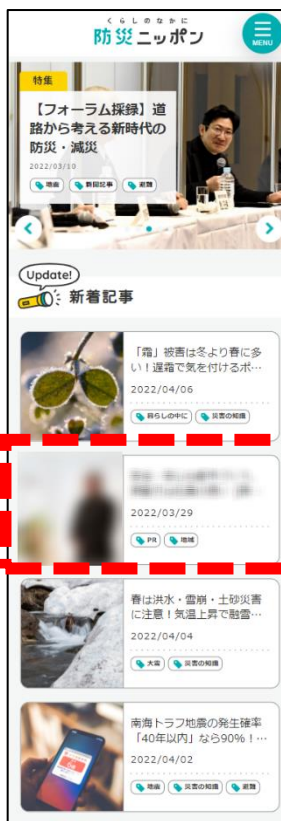 くらしのなかに
防災ニッポン
MENU
特集
【フォーラム採録】道
路から考える新時代の
防災・減災
2022/03/10
地震
新聞記事
避難
Update!
新着記事
「霜」被害は冬より春に多
い！遅霜で気を付けるポ…
2022/04/06
暮らしの中に
災害の知識
2022/03/29
PR
地域
春は洪水・雪崩・土砂災害
に注意！気温上昇で融雪…
2022/04/04
大雪
災害の知識
南海トラフ地震の発生確率
「40年以内」なら90%！…
2022/04/02
地震
災害の知識
避難